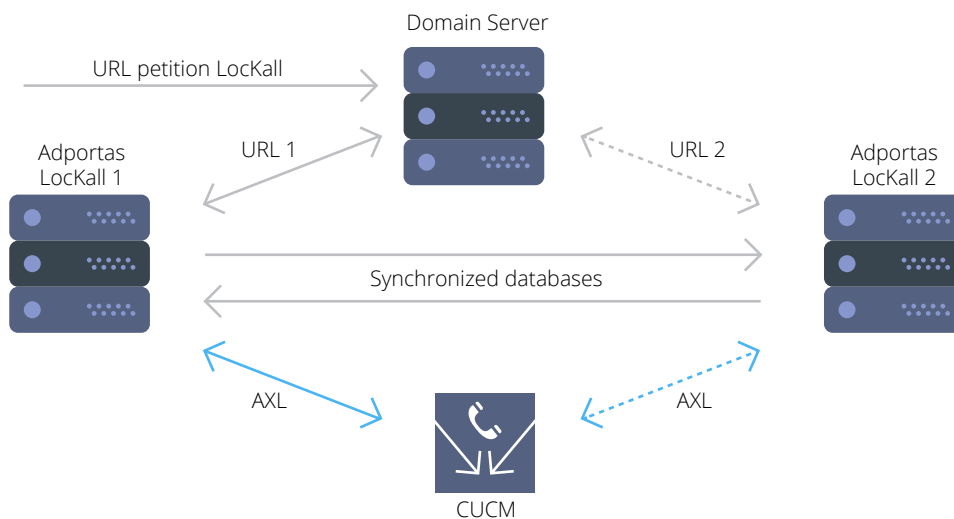 Domain Server
URL petition LocKall
URL 1
URL 2
Adportas
LocKall 1
Adportas
LocKall 2
Synchronized databases
AXL
AXL
CUCM